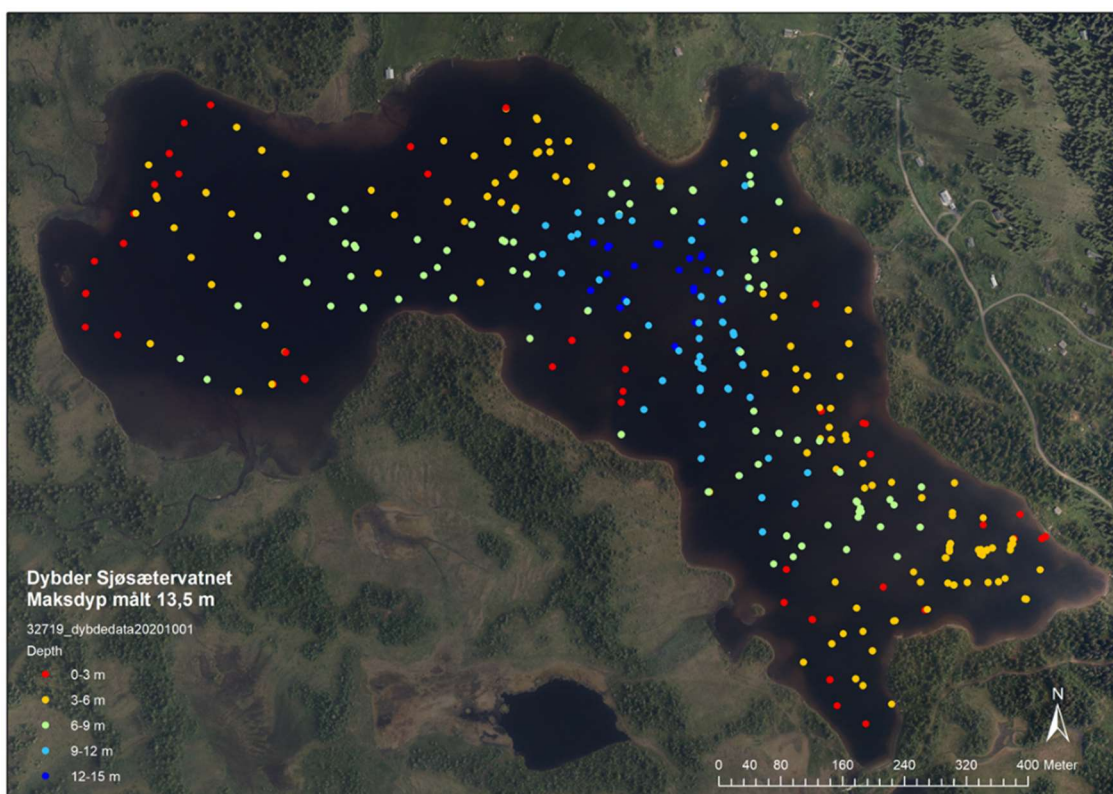 Dybder Sjøsætervatnet
Maksdyp målt 13,5 m
32719_dybdedata20201001
Depth
0-3 m
3-6 m
6-9 m
9-12 m
12-15 m
N
0 40 80 160 240 320 400 Meter